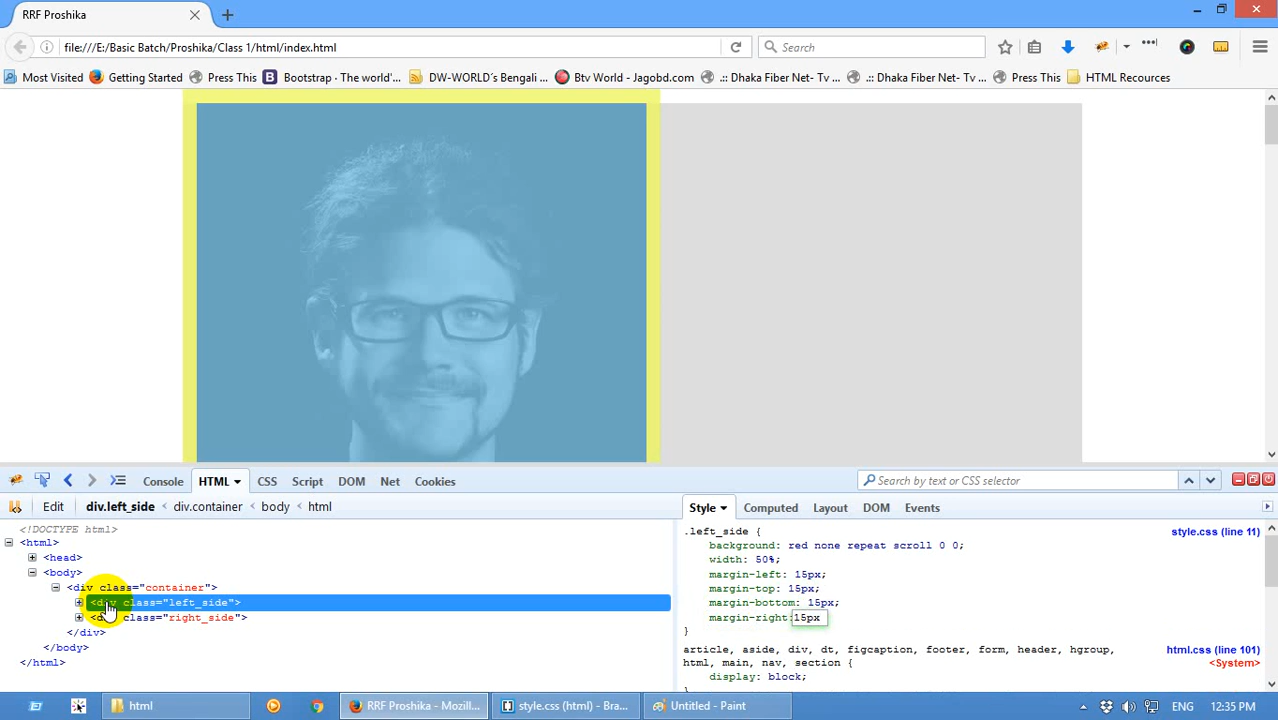 RRF Proshika
file:///E:/Basic Batch/Proshika/Class 1/html/index.html
Search
Most Visited Getting Started Press This Bootstrap · The world'... DW-WORLD's Bengali ... Btv World - Jagobd.com .:: Dhaka Fiber Net- Tv ... .:: Dhaka Fiber Net- Tv ... Press This HTML Recources
Console HTML CSS Script DOM Net Cookies
Search by text or CSS selector
Edit div.left_side < div.container < body < html
Style Computed Layout DOM Events
<!DOCTYPE html>
<html>
<head>
<body>
<div class="container">
<div class="left_side">
<div class="right_side">
</div>
</body>
</html>
.left_side { style.css (line 11)
background: red none repeat scroll 0 0;
width: 50%;
margin-left: 15px;
margin-top: 15px;
margin-bottom: 15px;
margin-right: 15px
}
article, aside, div, dt, figcaption, footer, form, header, hgroup, html.css (line 101)
html, main, nav, section { <System>
display: block;
html RRF Proshika - Mozill... style.css (html) - Bra... Untitled - Paint ENG 12:35 PM